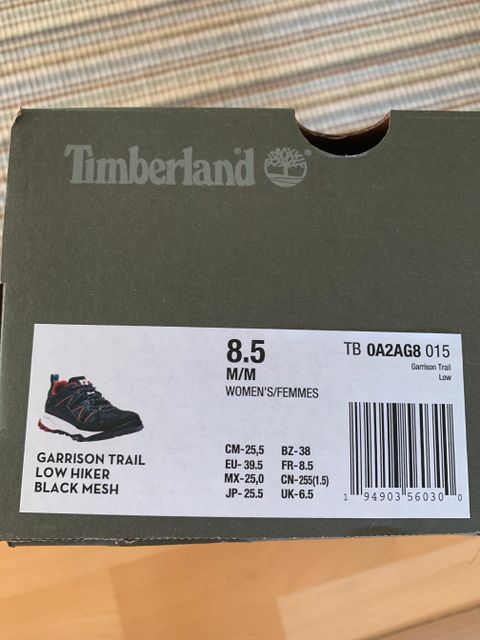 Timberland
8.5
M/M
WOMEN'S/FEMMES
TB 0A2AG8 015
Garrison Trail
Low
GARRISON TRAIL
LOW HIKER
BLACK MESH
CM-25,5 BZ-38
EU- 39.5 FR-8.5
MX-25,0 CN-255(1.5)
JP- 25.5 UK-6.5
1 94903 56030 0